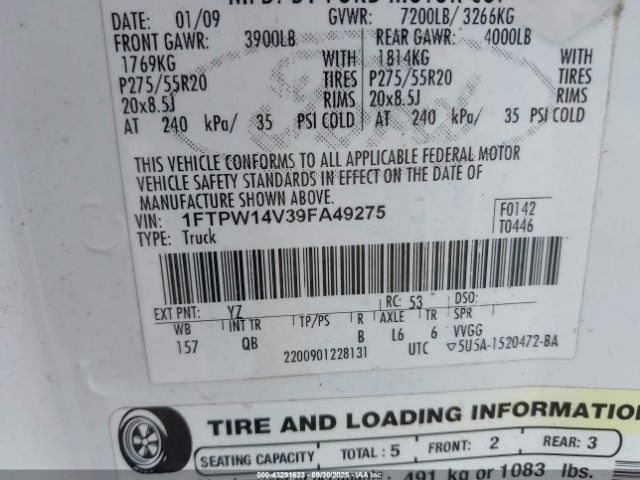 MFD. BY FORD MOTOR CO.
DATE: 01/09 GVWR: 7200LB/ 3266KG
FRONT GAWR: 3900LB REAR GAWR: 4000LB
1769KG WITH 1814KG WITH
P275/55R20 TIRES P275/55R20 TIRES
20x8.5J RIMS 20x8.5J RIMS
AT 240 kPa/ 35 PSI COLD AT 240 kPa/ 35 PSI COLD
THIS VEHICLE CONFORMS TO ALL APPLICABLE FEDERAL MOTOR
VEHICLE SAFETY STANDARDS IN EFFECT ON THE DATE OF
MANUFACTURE SHOWN ABOVE.
VIN: 1FTPW14V39FA49275 F0142
TYPE: Truck T0446
EXT PNT: YZ RC: 53 DSO:
WB INT TR TP/PS R AXLE TR SPR
157 QB B L6 6 VVGG
2200901228131 UTC ▽5U5A-1520472-BA
TIRE AND LOADING INFORMATION
SEATING CAPACITY TOTAL : 5 FRONT: 2 REAR: 3
491 kg or 1083 lbs.
000-43291623 - 09/30/2025 -